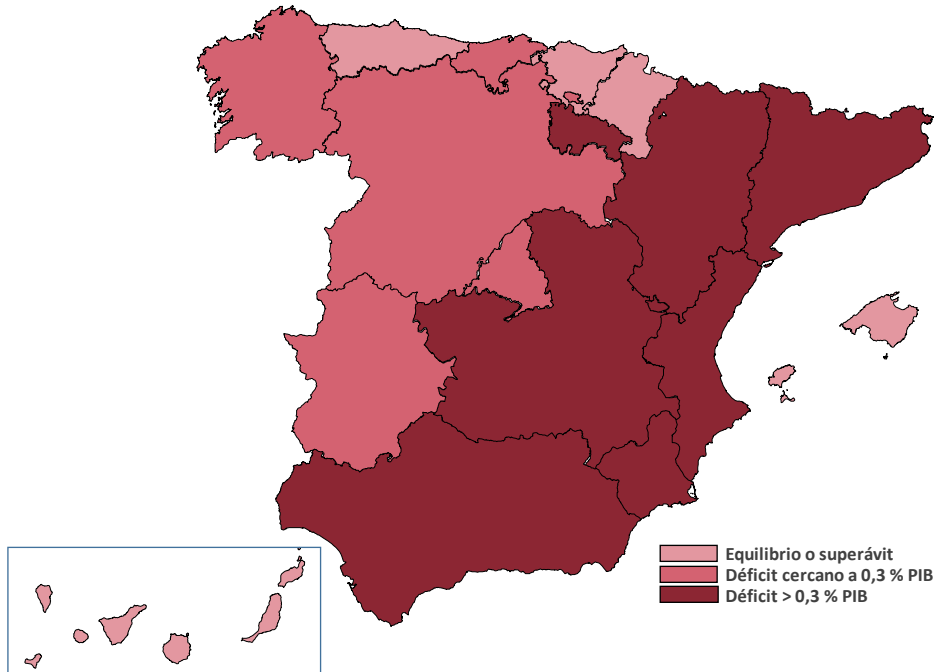 Equilibrio o superávit
Déficit cercano a 0,3 % PIB
Déficit > 0,3 % PIB